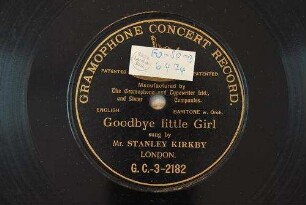 GRAMOPHONE CONCERT RECORD.
PATENTED PATENTED.
Manufactured by
The Gramophone and Typewriter Ltd.,
and Sister Companies.
ENGLISH BARITONE w. Orch.
Goodbye little Girl
sung by
Mr. STANLEY KIRKBY
LONDON.
G.C.-3-2182